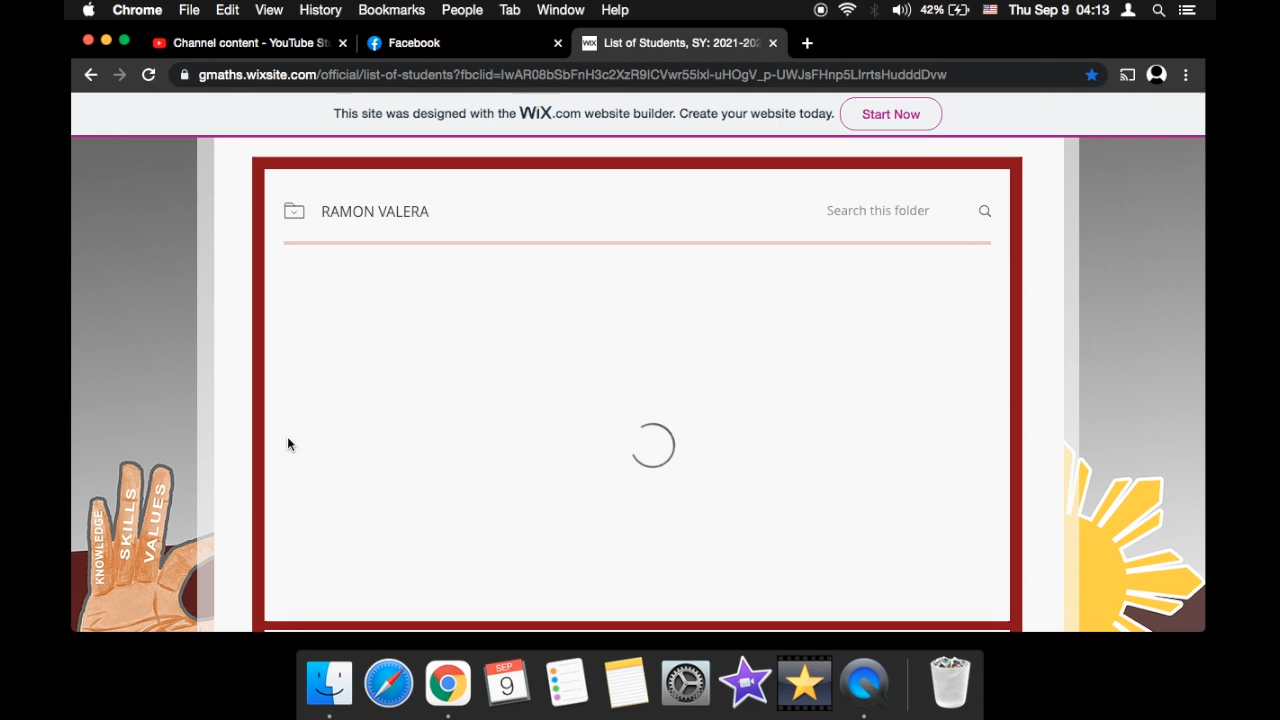 Chrome File Edit View History Bookmarks People Tab Window Help 42% Thu Sep 9 04:13
Channel content - YouTube St Facebook WiX List of Students, SY: 2021-202
gmaths.wixsite.com/official/list-of-students?fbclid=IwAR08bSbFnH3c2XzR9lCVwr55lxl-uHOgV_p-UWJsFHnp5LlrrtsHudddDvw
This site was designed with the WiX.com website builder. Create your website today. Start Now
RAMON VALERA Search this folder
KNOWLEDGE
SKILLS
VALUES
SEP
9